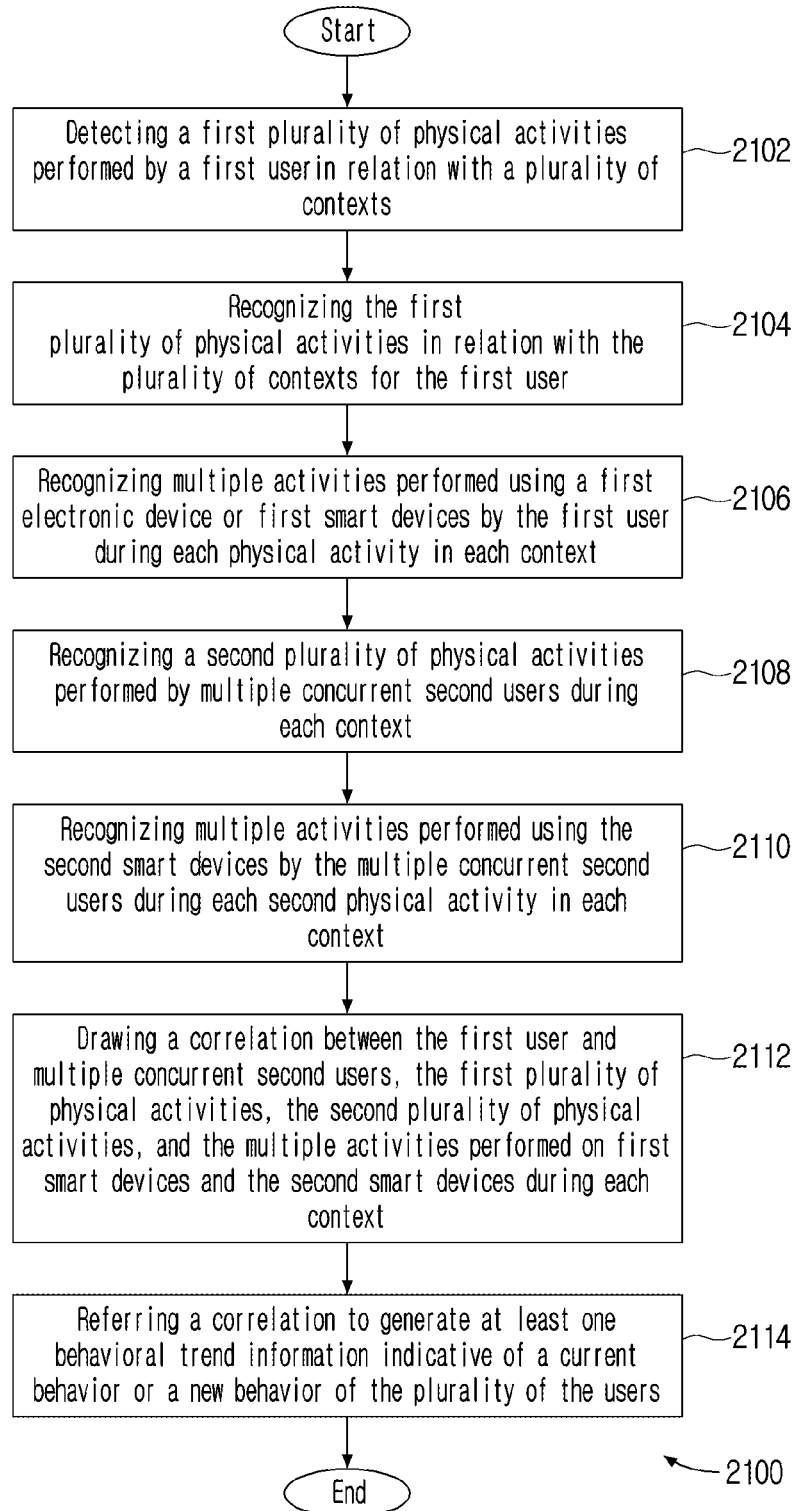 Start
Detecting a first plurality of physical activities
performed by a first userin relation with a plurality of
contexts
2102
Recognizing the first
plurality of physical activities in relation with the
plurality of contexts for the first user
2104
Recognizing multiple activities performed using a first
electronic device or first smart devices by the first user
during each physical activity in each context
2106
Recognizing a second plurality of physical activities
performed by multiple concurrent second users during
each context
2108
Recognizing multiple activities performed using the
second smart devices by the multiple concurrent second
users during each second physical activity in each
context
2110
Drawing a correlation between the first user and
multiple concurrent second users, the first plurality of
physical activities, the second plurality of physical
activities, and the multiple activities performed on first
smart devices and the second smart devices during each
context
2112
Referring a correlation to generate at least one
behavioral trend information indicative of a current
behavior or a new behavior of the plurality of the users
2114
End
2100